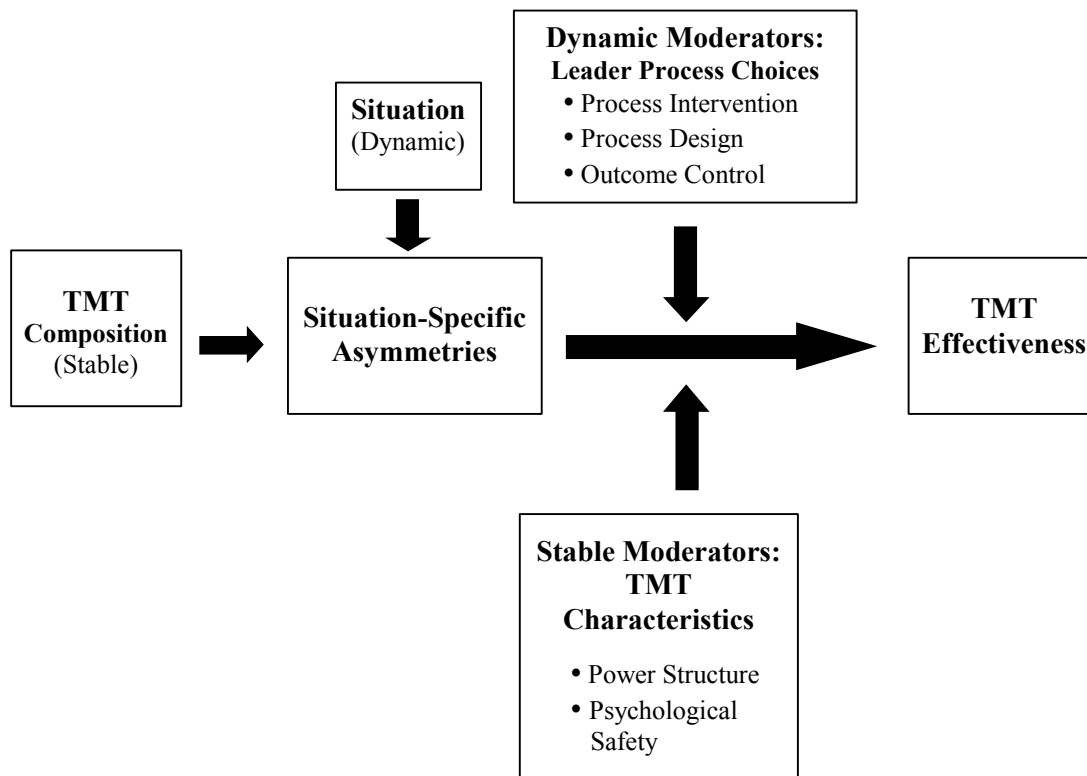 Dynamic Moderators:
Leader Process Choices
• Process Intervention
• Process Design
• Outcome Control
Situation
(Dynamic)
TMT
Composition
(Stable)
Situation-Specific
Asymmetries
TMT
Effectiveness
Stable Moderators:
TMT
Characteristics
• Power Structure
• Psychological
Safety